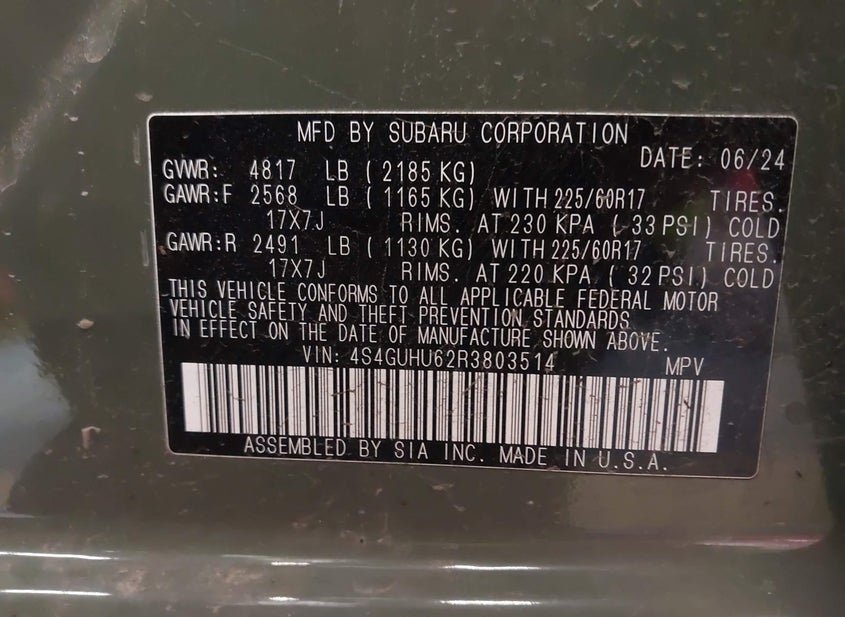 MFD BY SUBARU CORPORATION
DATE: 06/24
GVWR: 4817 LB ( 2185 KG)
GAWR:F 2568 LB ( 1165 KG) WITH 225/60R17 TIRES.
17X7J RIMS. AT 230 KPA ( 33 PSI) COLD
GAWR:R 2491 LB ( 1130 KG) WITH 225/60R17 TIRES.
17X7J RIMS. AT 220 KPA ( 32 PSI) COLD
THIS VEHICLE CONFORMS TO ALL APPLICABLE FEDERAL MOTOR
VEHICLE SAFETY AND THEFT PREVENTION STANDARDS
IN EFFECT ON THE DATE OF MANUFACTURE SHOWN ABOVE.
VIN: 4S4GUHU62R3803514 MPV
ASSEMBLED BY SIA INC. MADE IN U.S.A.